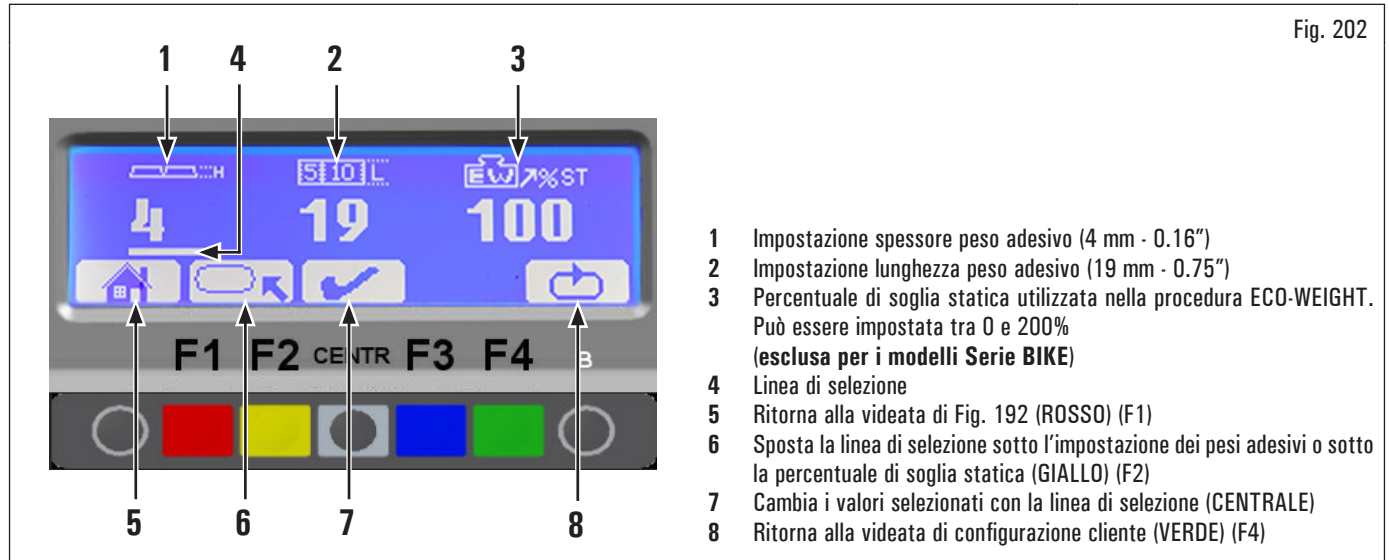 Fig. 202
1 4 2 3
H 5 10 L EW %ST
4 19 100
F1 F2 CENTR F3 F4 B
5 6 7 8
1 Impostazione spessore peso adesivo (4 mm - 0.16")
2 Impostazione lunghezza peso adesivo (19 mm - 0.75")
3 Percentuale di soglia statica utilizzata nella procedura ECO-WEIGHT.
Può essere impostata tra 0 e 200%
(esclusa per i modelli Serie BIKE)
4 Linea di selezione
5 Ritorna alla videata di Fig. 192 (ROSSO) (F1)
6 Sposta la linea di selezione sotto l'impostazione dei pesi adesivi o sotto
la percentuale di soglia statica (GIALLO) (F2)
7 Cambia i valori selezionati con la linea di selezione (CENTRALE)
8 Ritorna alla videata di configurazione cliente (VERDE) (F4)